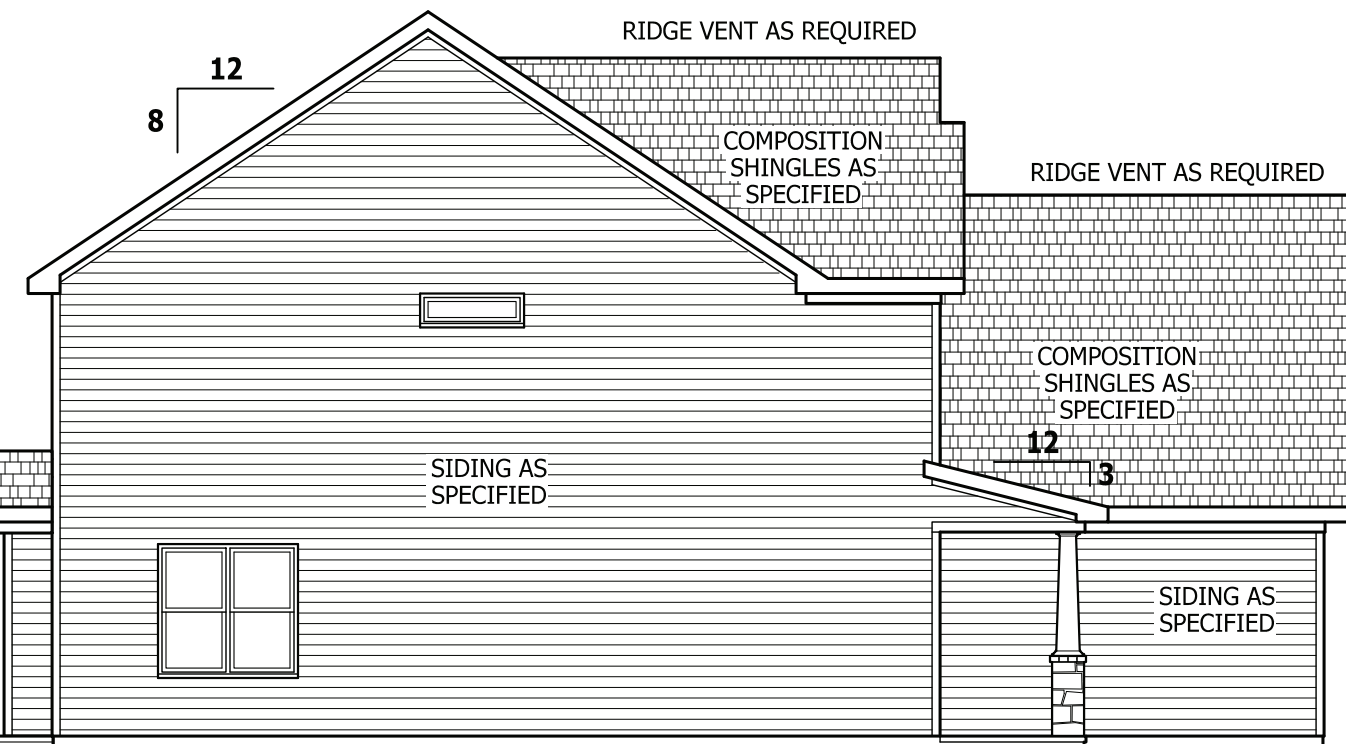 RIDGE VENT AS REQUIRED
12
8
COMPOSITION
SHINGLES AS
SPECIFIED
RIDGE VENT AS REQUIRED
COMPOSITION
SHINGLES AS
SPECIFIED
12
3
SIDING AS
SPECIFIED
SIDING AS
SPECIFIED